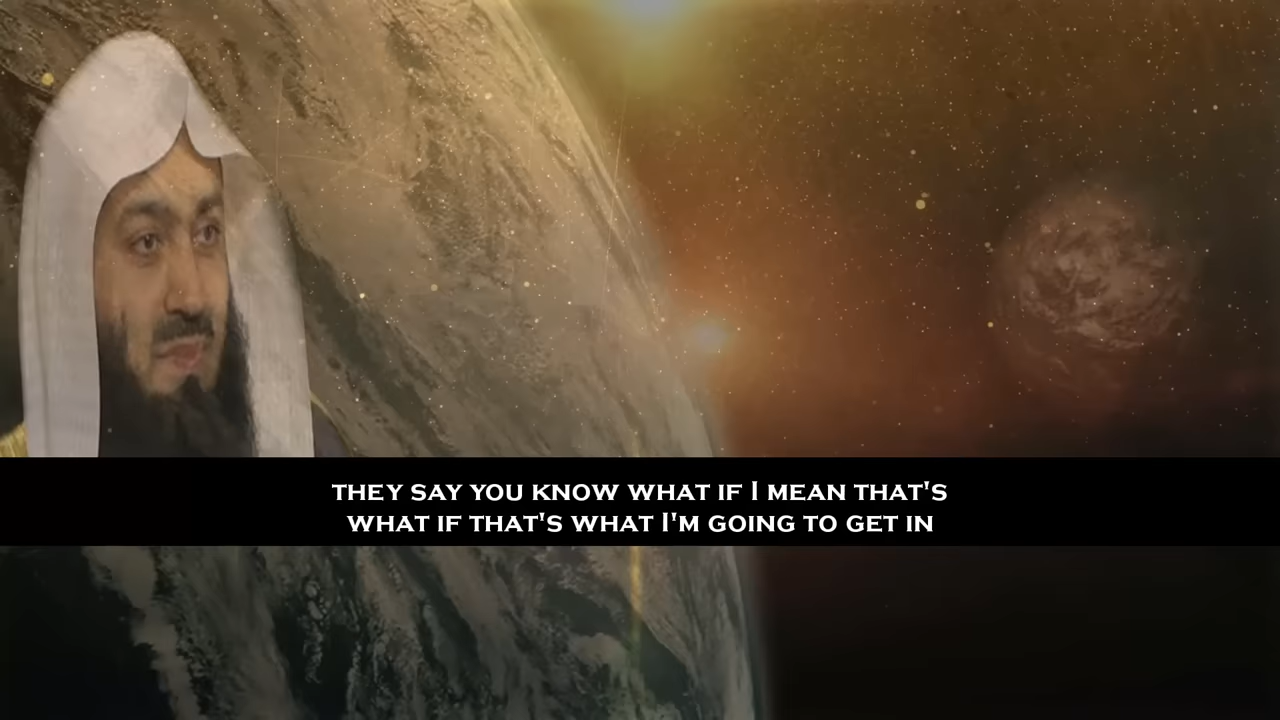 THEY SAY YOU KNOW WHAT IF I MEAN THAT'S
WHAT IF THAT'S WHAT I'M GOING TO GET IN